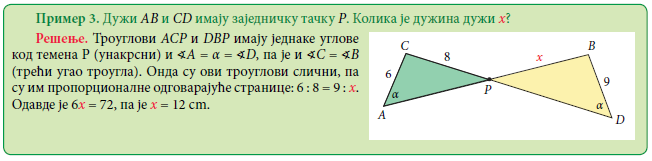 Пример 3. Дужи AB и CD имају заједничку тачку P. Колика је дужина дужи x?
Решење. Троуглови ACP и DBP имају једнаке углове
код темена P (унакрсни) и ∢A = α = ∢D, па је и ∢C = ∢B
(трећи угао троугла). Онда су ови троуглови слични, па
су им пропорционалне одговарајуће странице: 6 : 8 = 9 : x.
Одавде је 6x = 72, па је x = 12 cm.
C
8
x
B
6
9
P
α
α
A
D